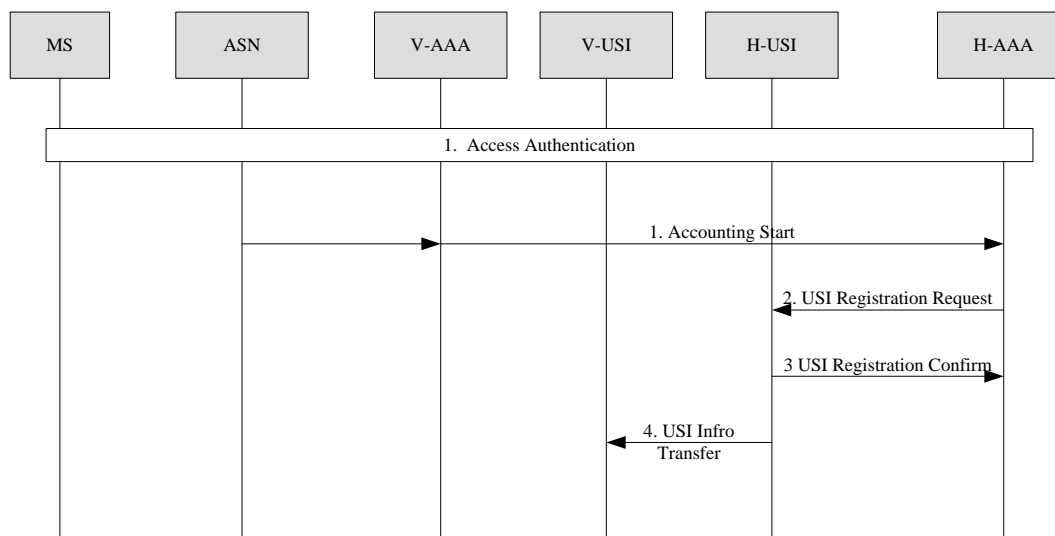 MS
ASN
V-AAA
V-USI
H-USI
H-AAA
1. Access Authentication
1. Accounting Start
2. USI Registration Request
3 USI Registration Confirm
4. USI Infro
Transfer